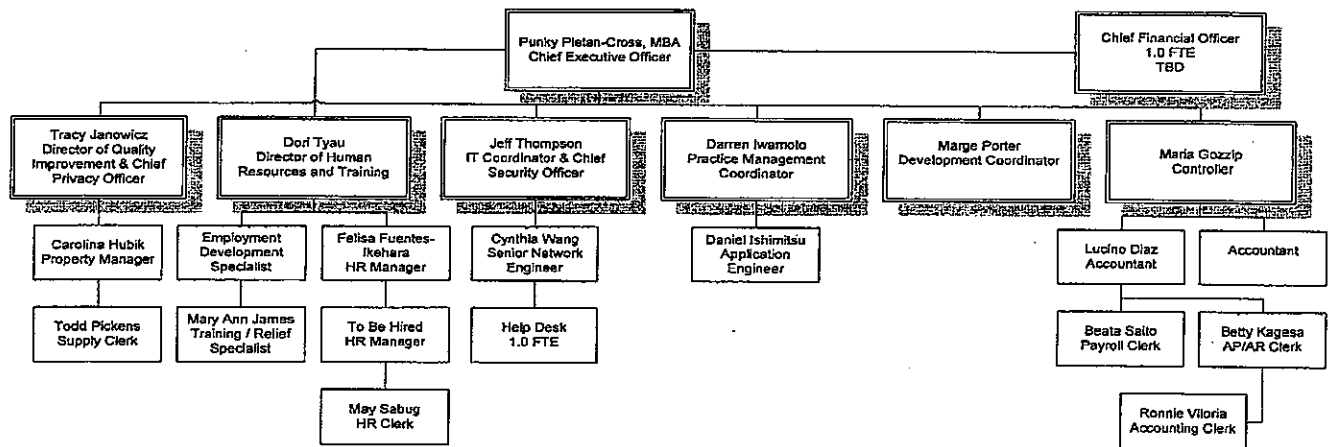 Punky Pletan-Cross, MBA
Chief Executive Officer
Chief Financial Officer
1.0 FTE
TBD
Tracy Janowicz
Director of Quality
Improvement & Chief
Privacy Officer
Dori Tyau
Director of Human
Resources and Training
Jeff Thompson
IT Coordinator & Chief
Security Officer
Darren Iwamoto
Practice Management
Coordinator
Marge Porter
Development Coordinator
Maria Gozzip
Controller
Carolina Hubik
Property Manager
Employment
Development
Specialist
Felisa Fuentes-
Ikehara
HR Manager
Cynthia Wang
Senior Network
Engineer
Daniel Ishimitsu
Application
Engineer
Lucino Diaz
Accountant
Accountant
Todd Pickens
Supply Clerk
Mary Ann James
Training / Relief
Specialist
To Be Hired
HR Manager
Help Desk
1.0 FTE
Beata Saito
Payroll Clerk
Betty Kagesa
AP/AR Clerk
May Sabug
HR Clerk
Ronnie Viloria
Accounting Clerk